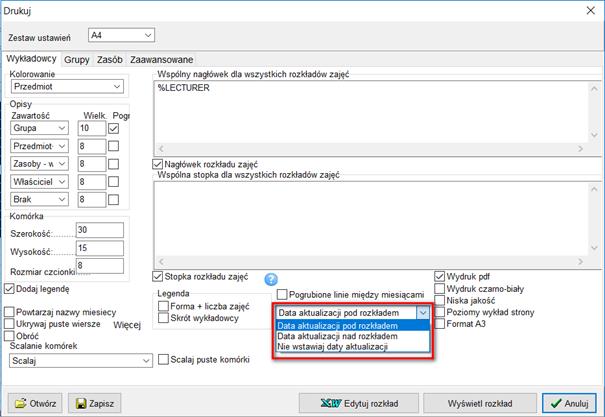 Drukuj
Zestaw ustawień A4
Wykładowcy Grupy Zasób Zaawansowane
Kolorowanie
Przedmiot
Opisy
Zawartość Wielk. Pogr
Grupa 10
Przedmiot 8
Zasoby - w 8
Właściciel 8
Brak 8
Komórka
Szerokość:......... 30
Wysokość:......... 15
Rozmiar czcionki 8
Dodaj legendę
Powtarzaj nazwy miesięcy
Ukrywaj puste wiersze Więcej
Obróć
Scalanie komórek
Scalaj
Scalaj puste komórki
Wspólny nagłówek dla wszystkich rozkładów zajęć
%LECTURER
Nagłówek rozkładu zajęć
Wspólna stopka dla wszystkich rozkładów zajęć
Stopka rozkładu zajęć ?
Legenda
Forma + liczba zajęć
Skrót wykładowcy
Pogrubione linie między miesiącami
Data aktualizacji pod rozkładem
Data aktualizacji pod rozkładem
Data aktualizacji nad rozkładem
Nie wstawiaj daty aktualizacji
Wydruk pdf
Wydruk czarno-biały
Niska jakość
Poziomy wykład strony
Format A3
Otwórz Zapisz Edytuj rozkład Wyświetl rozkład Anuluj